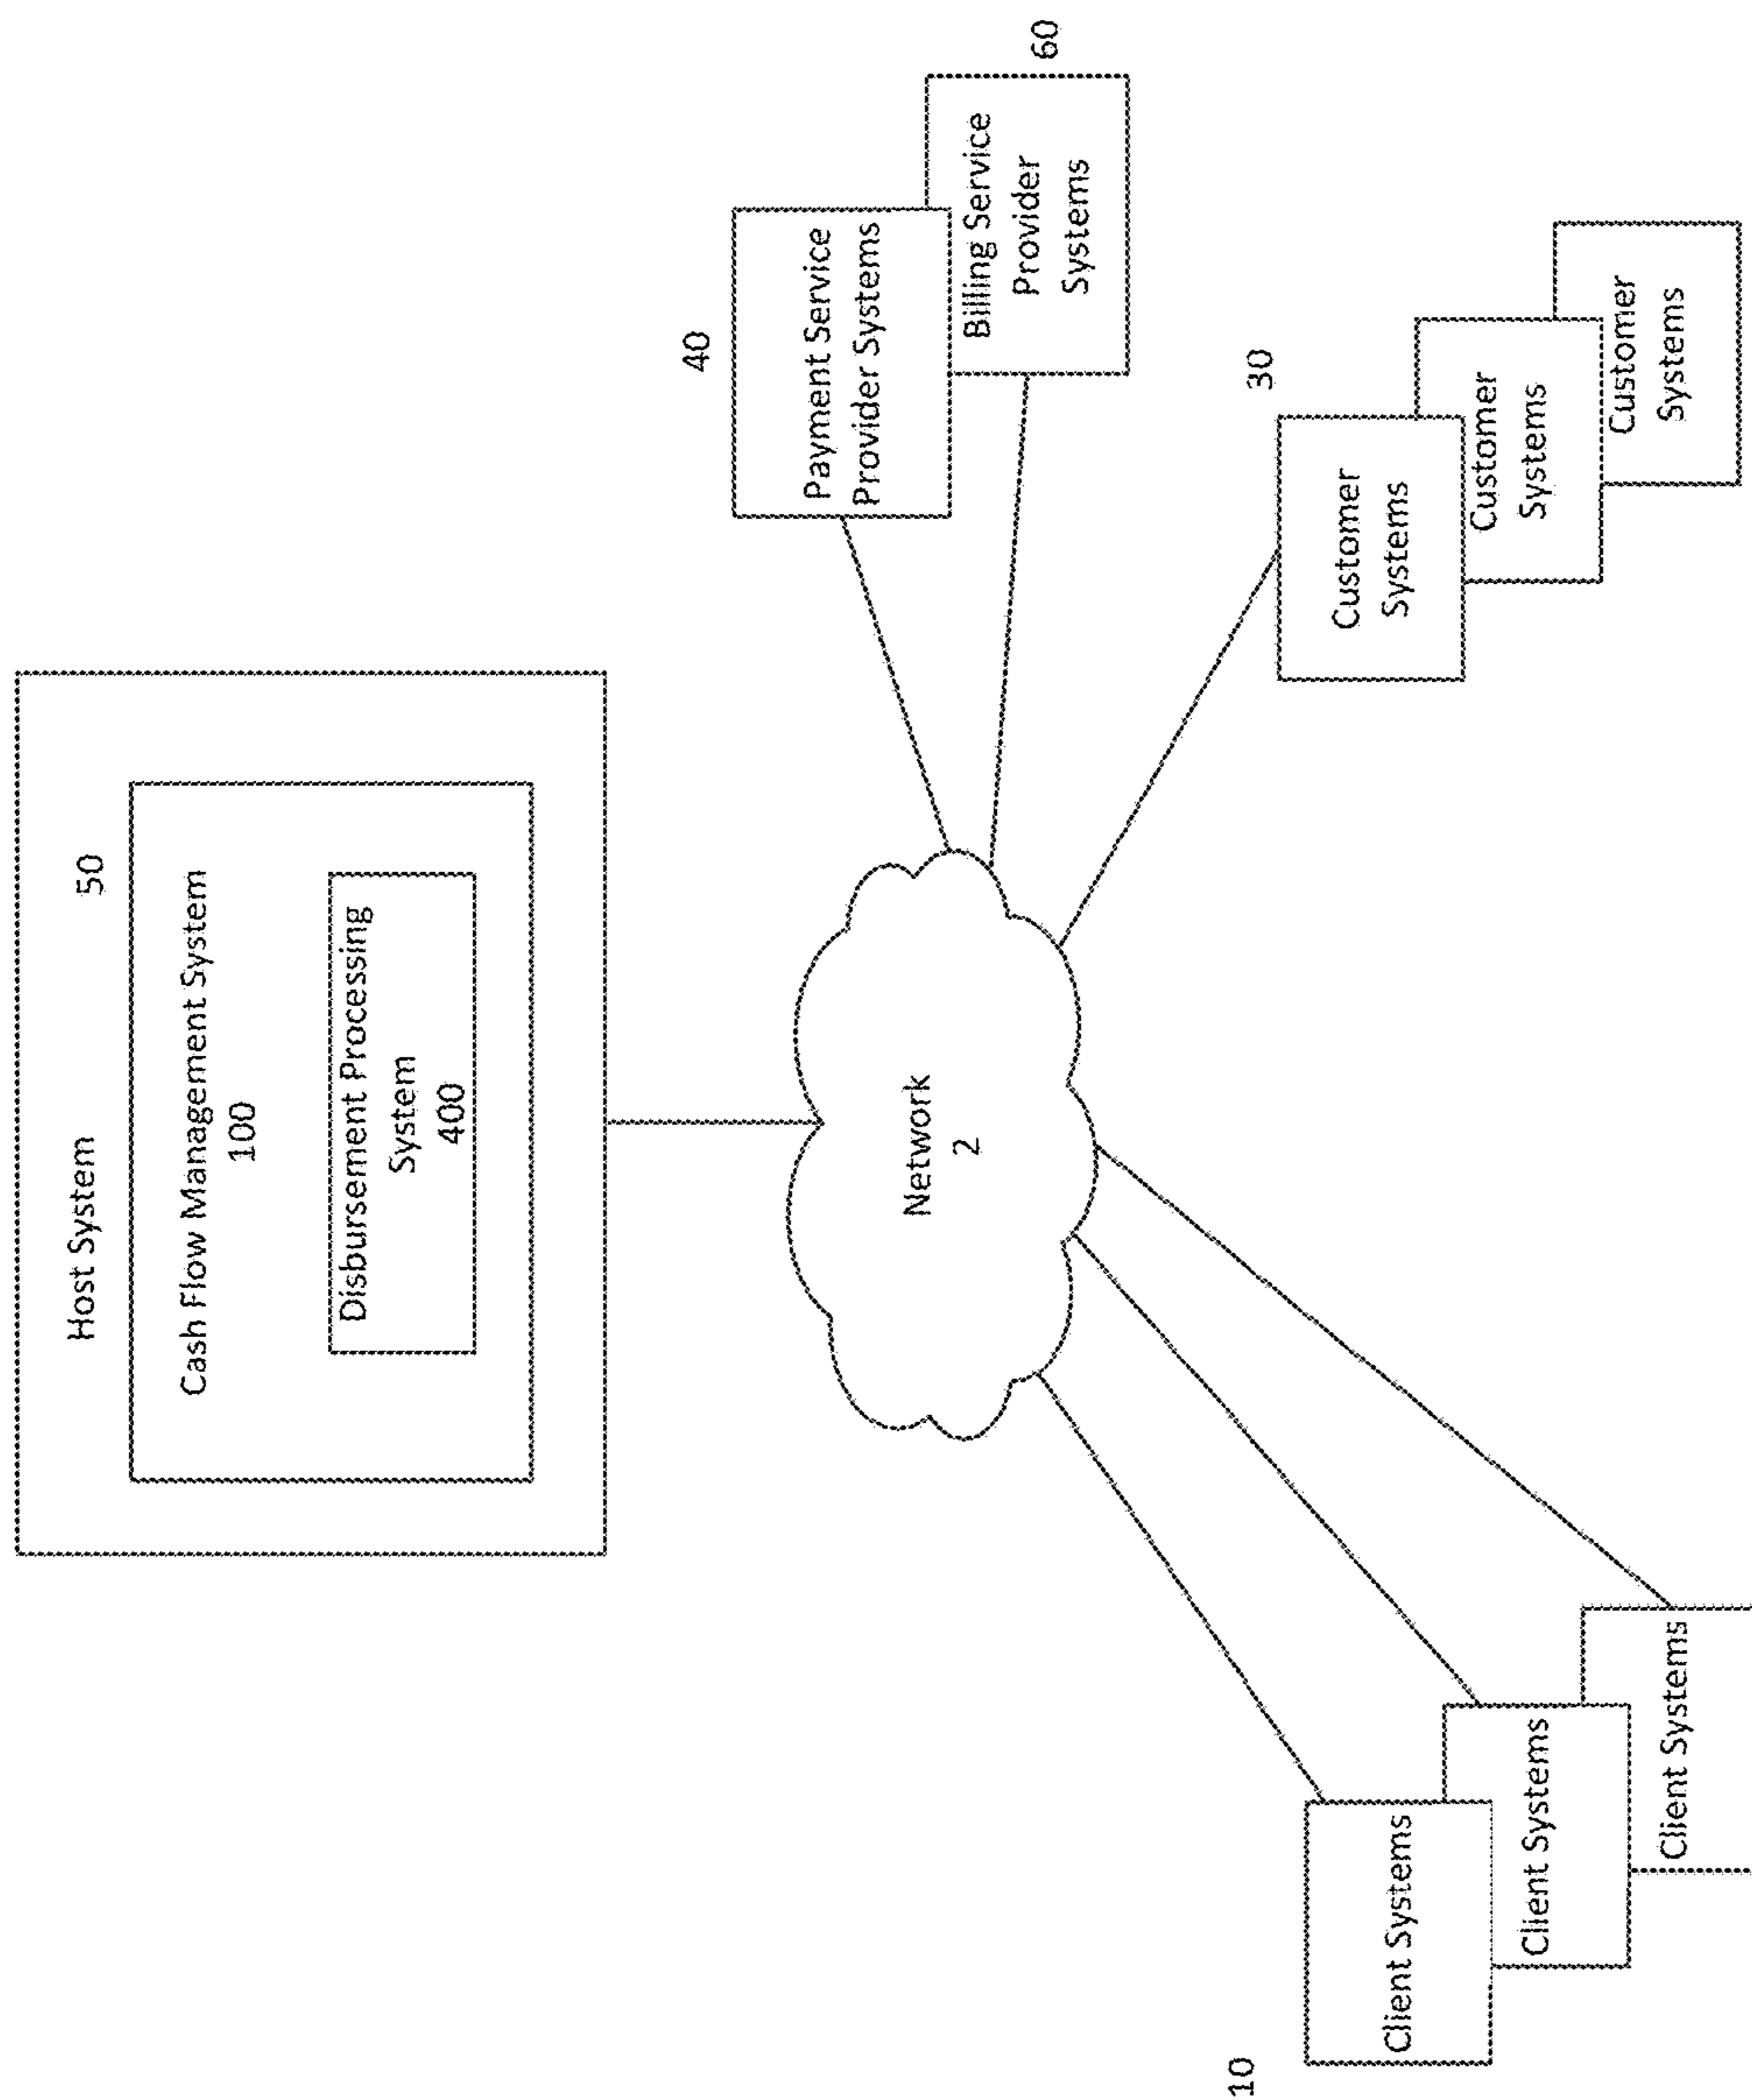 Host System
50
Cash Flow Management System
100
Disbursement Processing
System
400
Network
2
40
Payment Service
Provider Systems
60
Billing Service
Provider
Systems
30
Customer
Systems
Customer
Systems
Customer
Systems
10
Client Systems
Client Systems
Client Systems